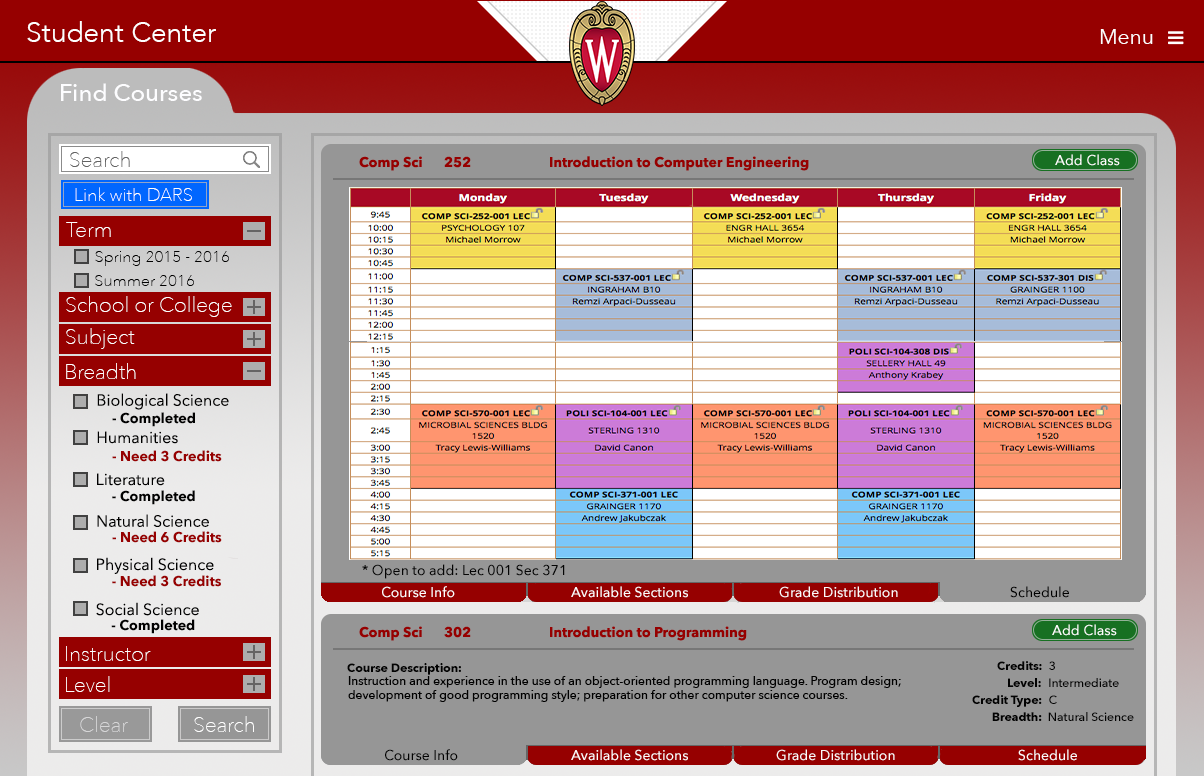 Student Center
W
Menu
Find Courses
Search
Link with DARS
Term
Spring 2015 - 2016
Summer 2016
School or College
Subject
Breadth
Biological Science
- Completed
Humanities
- Need 3 Credits
Literature
- Completed
Natural Science
- Need 6 Credits
Physical Science
- Need 3 Credits
Social Science
- Completed
Instructor
Level
Clear Search
Comp Sci 252 Introduction to Computer Engineering Add Class
Monday Tuesday Wednesday Thursday Friday
9:45 COMP SCI-252-001 LEC COMP SCI-252-001 LEC COMP SCI-252-001 LEC
10:00 PSYCHOLOGY 107 ENGR HALL 3654 ENGR HALL 3654
10:15 Michael Morrow Michael Morrow Michael Morrow
10:30
10:45
11:00 COMP SCI-537-001 LEC COMP SCI-537-001 LEC COMP SCI-537-301 DIS
11:15 INGRAHAM B10 INGRAHAM B10 GRAINGER 1100
11:30 Remzi Arpaci-Dusseau Remzi Arpaci-Dusseau Remzi Arpaci-Dusseau
11:45
12:00
12:15
1:15 POLI SCI-104-308 DIS
1:30 SELLERY HALL 49
1:45 Anthony Krabey
2:00
2:15
2:30 COMP SCI-570-001 LEC POLI SCI-104-001 LEC COMP SCI-570-001 LEC POLI SCI-104-001 LEC COMP SCI-570-001 LEC
2:45 MICROBIAL SCIENCES BLDG 1520 STERLING 1310 MICROBIAL SCIENCES BLDG 1520 STERLING 1310 MICROBIAL SCIENCES BLDG 1520
3:00 Tracy Lewis-Williams David Canon Tracy Lewis-Williams David Canon Tracy Lewis-Williams
3:15
3:30
3:45
4:00 COMP SCI-371-001 LEC COMP SCI-371-001 LEC
4:15 GRAINGER 1170 GRAINGER 1170
4:30 Andrew Jakubczak Andrew Jakubczak
4:45
5:00
5:15
* Open to add: Lec 001 Sec 371
Course Info Available Sections Grade Distribution Schedule
Comp Sci 302 Introduction to Programming Add Class
Course Description:
Instruction and experience in the use of an object-oriented programming language. Program design;
development of good programming style; preparation for other computer science courses.
Credits: 3
Level: Intermediate
Credit Type: C
Breadth: Natural Science
Course Info Available Sections Grade Distribution Schedule